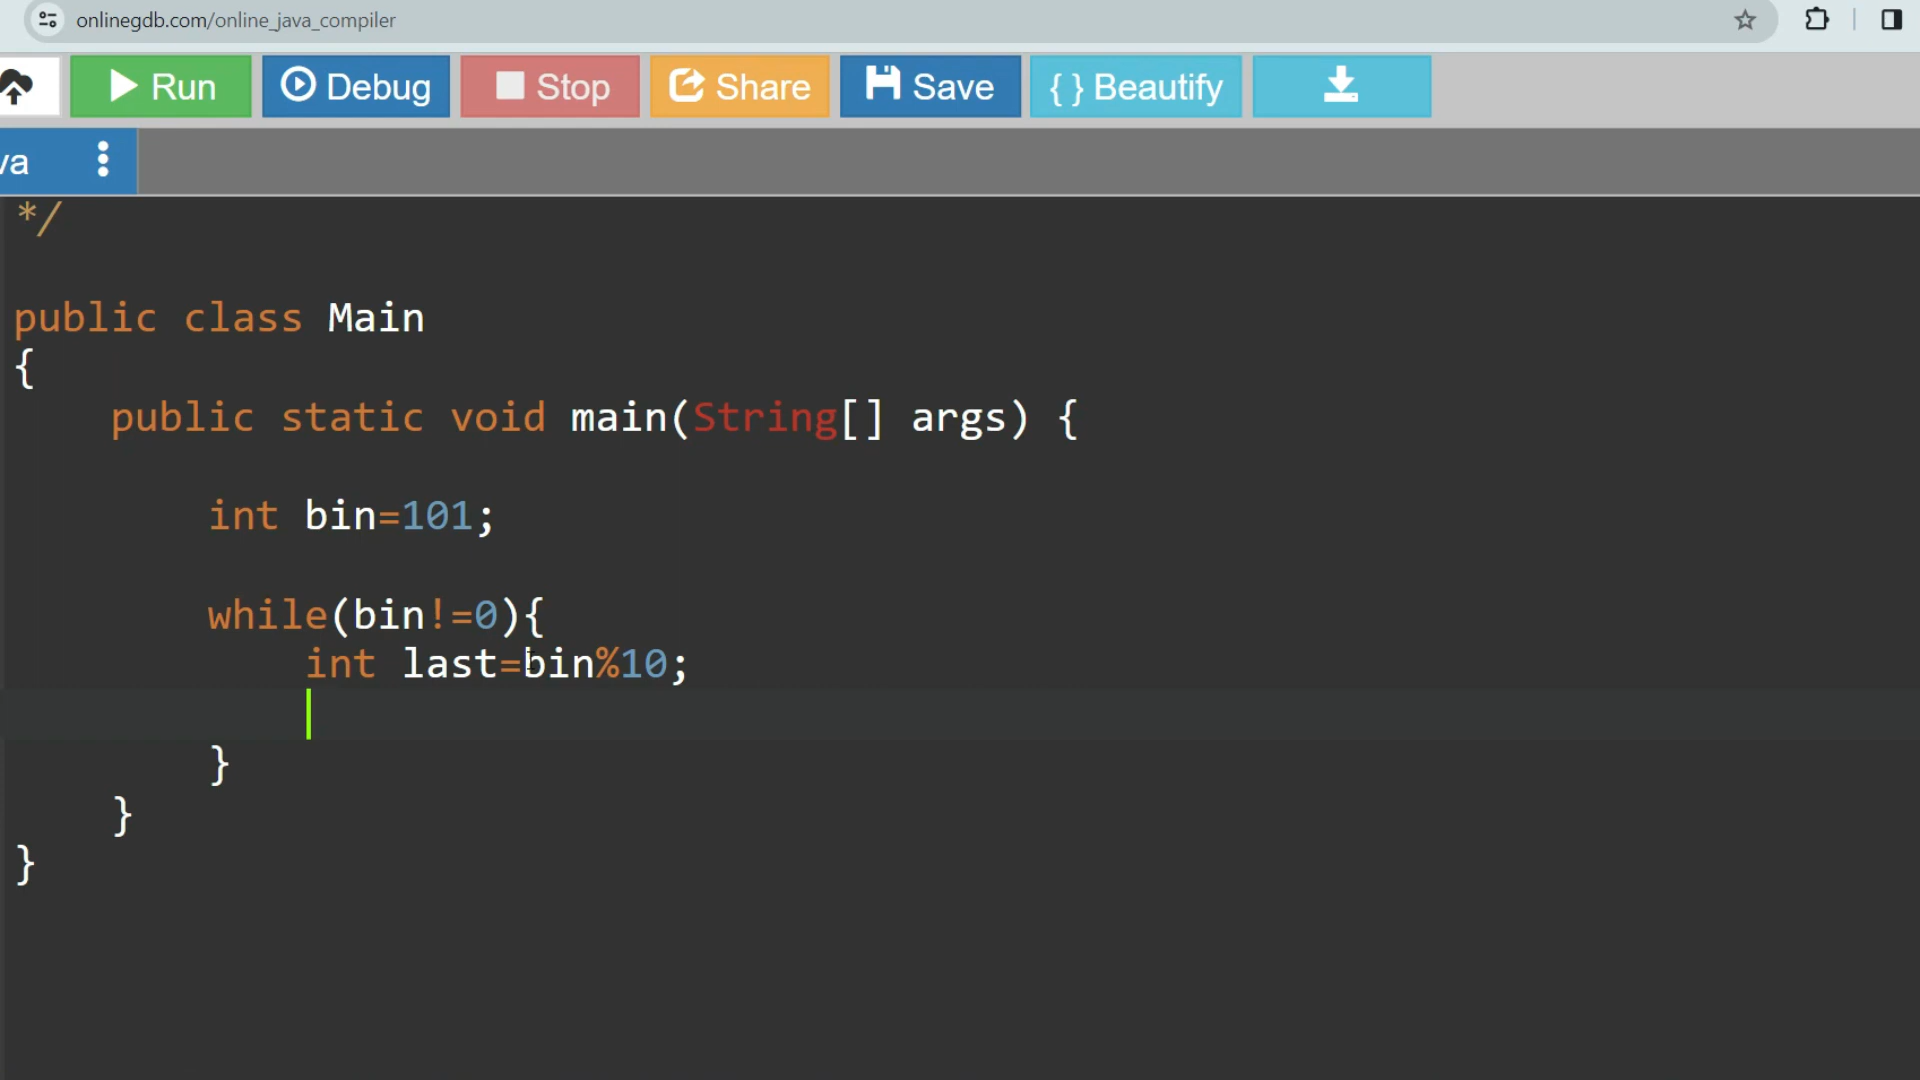 onlinegdb.com/online_java_compiler
Run Debug Stop Share Save { } Beautify
va
*/
public class Main
{
public static void main(String[] args) {
int bin=101;
while(bin!=0){
int last=bin%10;
}
}
}